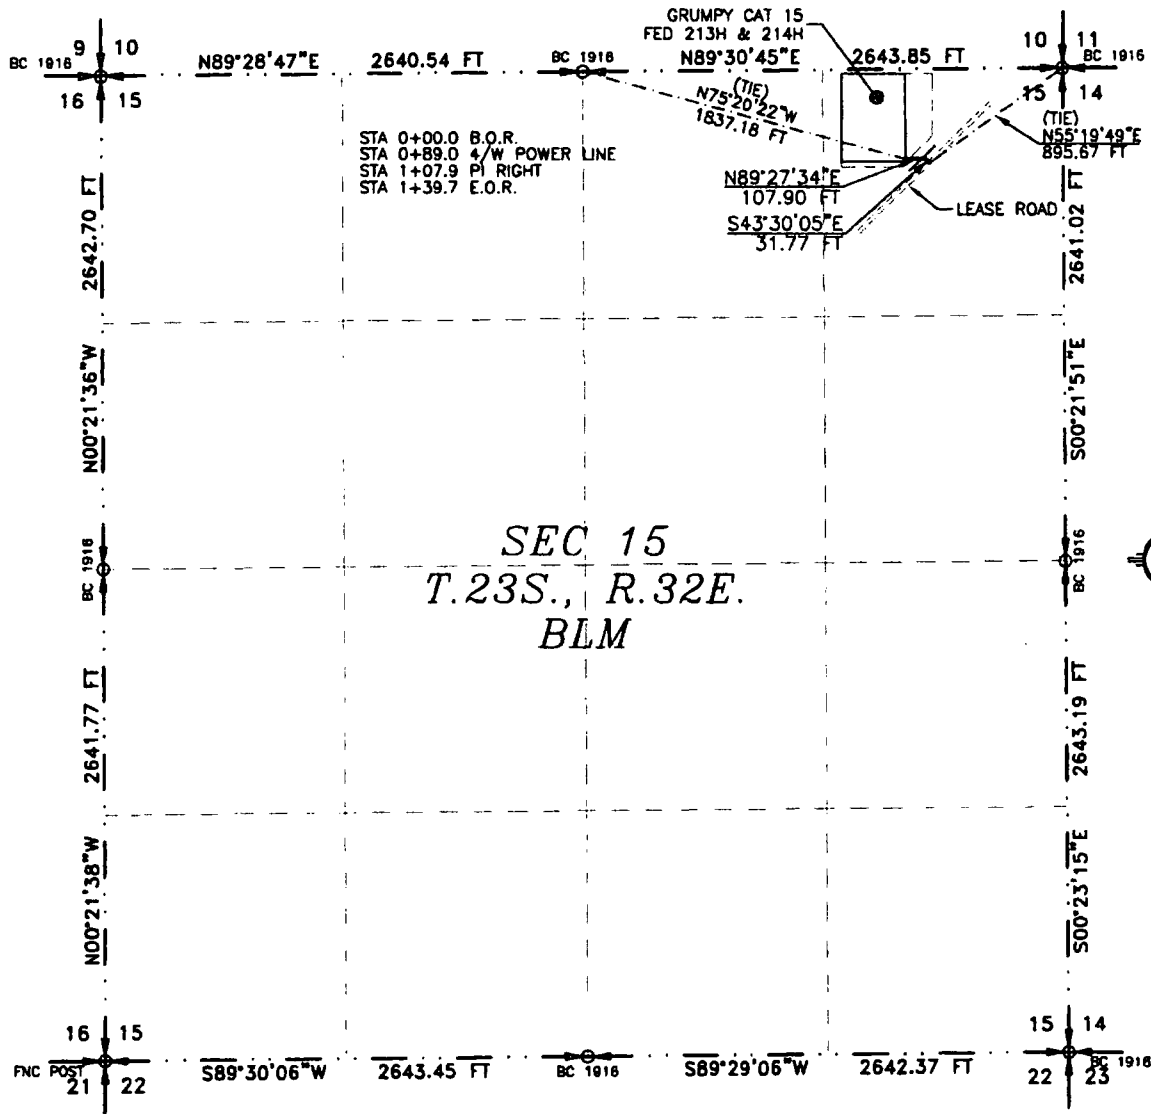 GRUMPY CAT 15
FED 213H & 214H
9 10
BC 1916
16 15
N89°28'47"E 2640.54 FT
BC 1916
N89°30'45"E 2643.85 FT
10 11
BC 1916
15 14
(TIE)
N75°20'22"W
1837.18 FT
(TIE)
N55°19'49"E
895.67 FT
STA 0+00.0 B.O.R.
STA 0+89.0 4/W POWER LINE
STA 1+07.9 PI RIGHT
STA 1+39.7 E.O.R.
N89°27'34"E
107.90 FT
S43°30'05"E
31.77 FT
LEASE ROAD
2642.70 FT
N00°21'36"W
2641.02 FT
S00°21'51"E
BC 1916
SEC 15
T.23S., R.32E.
BLM
BC 1916
2641.77 FT
N00°21'38"W
2643.19 FT
S00°23'15"E
16 15
FNC POST
21 22
S89°30'06"W 2643.45 FT
BC 1916
S89°29'06"W 2642.37 FT
15 14
BC 1916
22 23